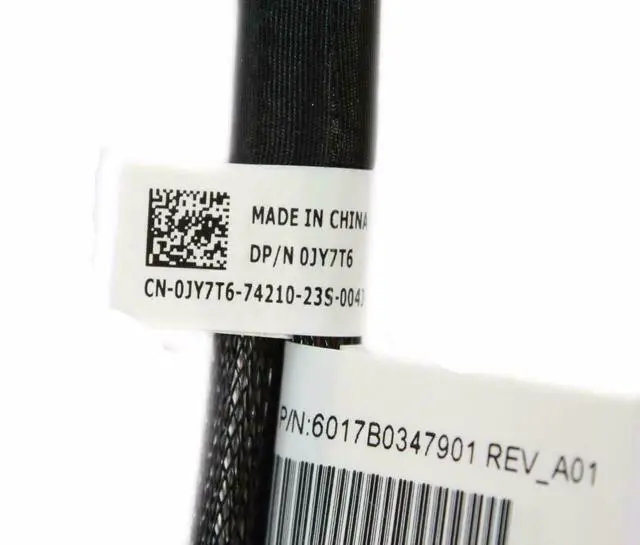 MADE IN CHINA
DP/N 0JY7T6
CN-0JY7T6-74210-23S-004
P/N:6017B0347901 REV_A01